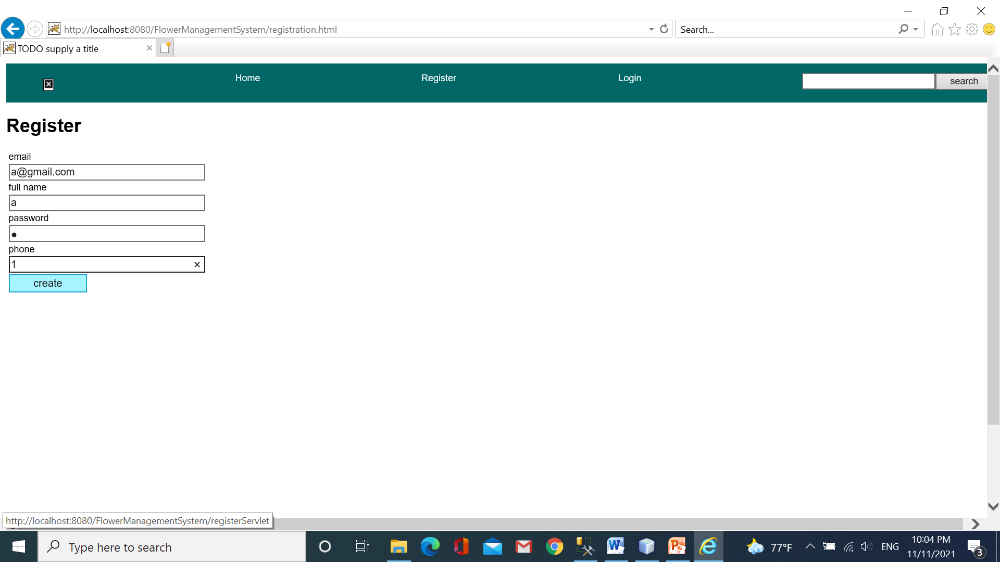 http://localhost:8080/FlowerManagementSystem/registration.html
Search...
TODO supply a title
Home
Register
Login
search
Register
email
a@gmail.com
full name
a
password
phone
1
create
http://localhost:8080/FlowerManagementSystem/registerServlet
Type here to search
77°F
ENG
10:04 PM
11/11/2021
3